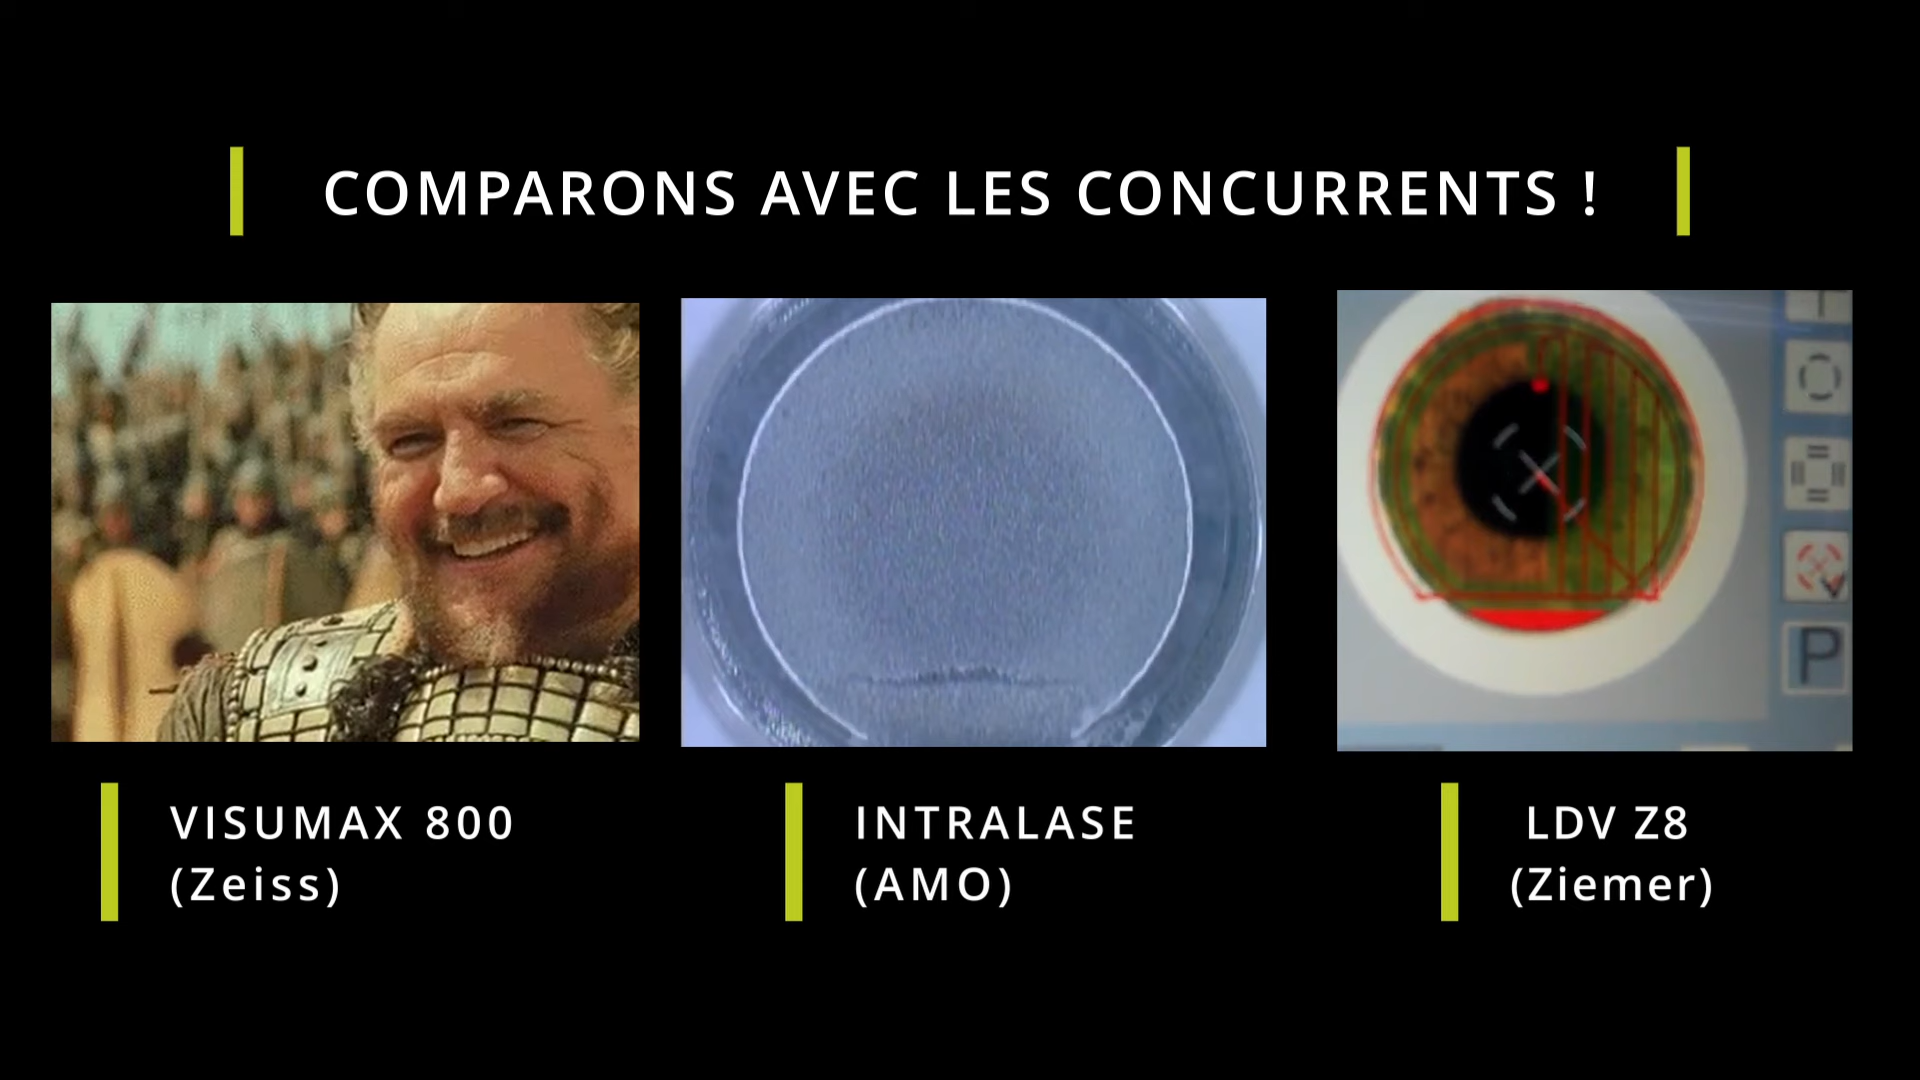 COMPARONS AVEC LES CONCURRENTS !
P
VISUMAX 800
(Zeiss)
INTRALASE
(AMO)
LDV Z8
(Ziemer)